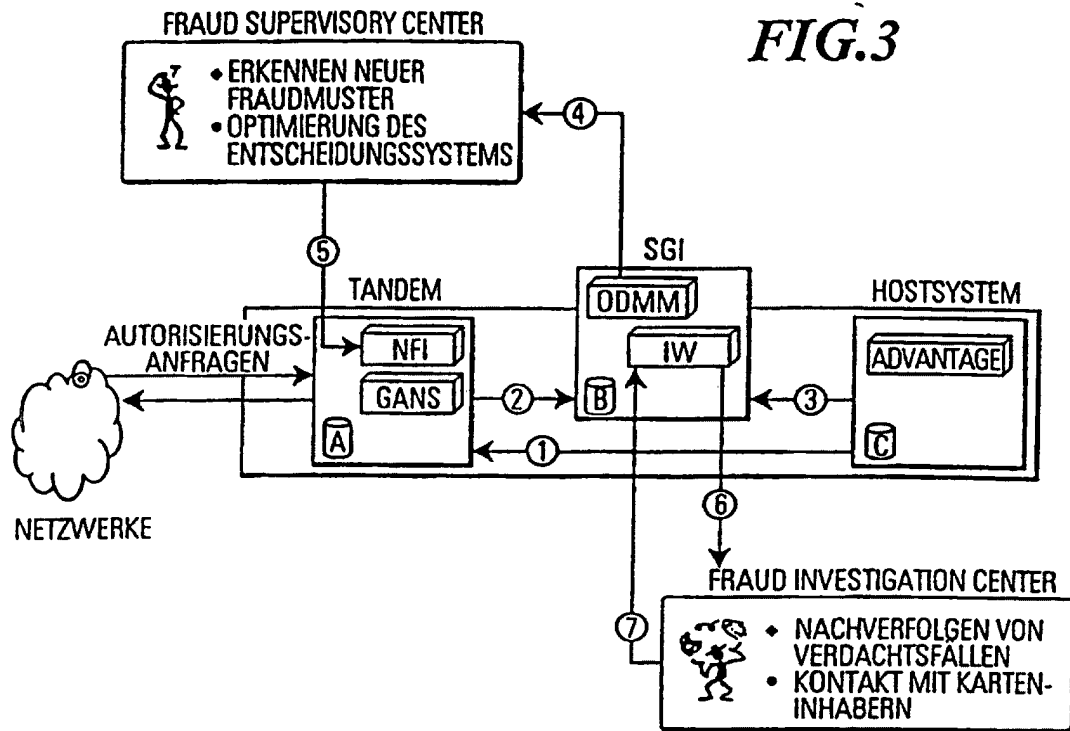 FRAUD SUPERVISORY CENTER
FIG.3
• ERKENNEN NEUER
FRAUDMUSTER
• OPTIMIERUNG DES
ENTSCHEIDUNGSSYSTEMS
④
⑤
SGI
TANDEM
ODMM
HOSTSYSTEM
AUTORISIERUNGS-
ANFRAGEN
NFI
IW
ADVANTAGE
GANS
②
B
③
A
①
C
NETZWERKE
⑥
FRAUD INVESTIGATION CENTER
⑦
• NACHVERFOLGEN VON
VERDACHTSFÄLLEN
• KONTAKT MIT KARTEN-
INHABERN